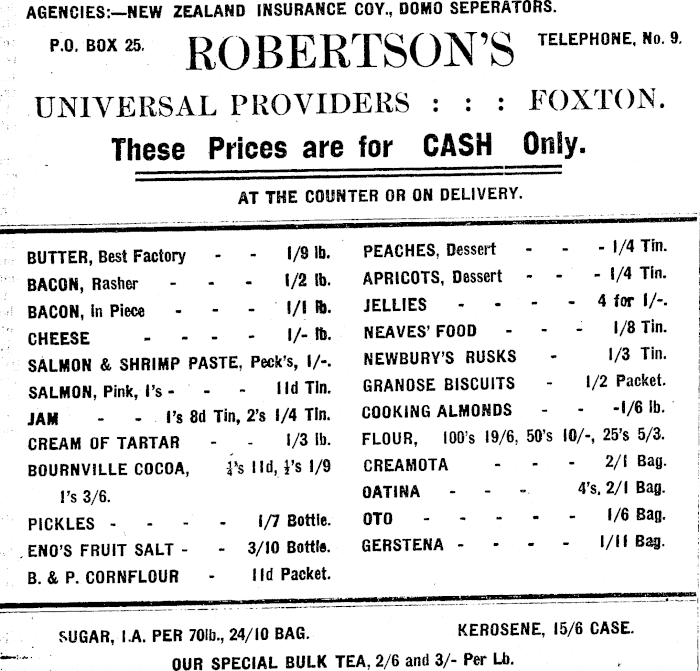 AGENCIES:—NEW ZEALAND INSURANCE COY., DOMO SEPERATORS.
P.O. BOX 25.
ROBERTSON'S
TELEPHONE, No. 9.
UNIVERSAL PROVIDERS : : : FOXTON.
These Prices are for CASH Only.
AT THE COUNTER OR ON DELIVERY.
BUTTER, Best Factory - - 1/9 lb.
BACON, Rasher - - - 1/2 lb.
BACON, in Piece - - - 1/1 lb.
CHEESE - - - - 1/- lb.
SALMON & SHRIMP PASTE, Peck's, 1/-.
SALMON, Pink, 1's - - - 11d Tin.
JAM - - 1's 8d Tin, 2's 1/4 Tin.
CREAM OF TARTAR - - 1/3 lb.
BOURNVILLE COCOA, ¼'s 11d, ½'s 1/9
1's 3/6.
PICKLES - - - - 1/7 Bottle.
ENO'S FRUIT SALT - - 3/10 Bottle.
B. & P. CORNFLOUR - 11d Packet.
PEACHES, Dessert - - - 1/4 Tin.
APRICOTS, Dessert - - - 1/4 Tin.
JELLIES - - - - 4 for 1/-.
NEAVES' FOOD - - - 1/8 Tin.
NEWBURY'S RUSKS - 1/3 Tin.
GRANOSE BISCUITS - 1/2 Packet.
COOKING ALMONDS - - -1/6 lb.
FLOUR, 100's 19/6, 50's 10/-, 25's 5/3.
CREAMOTA - - - 2/1 Bag.
OATINA - - - 4's, 2/1 Bag.
OTO - - - - - 1/6 Bag.
GERSTENA - - - - 1/11 Bag.
SUGAR, 1.A. PER 70lb., 24/10 BAG.
KEROSENE, 15/6 CASE.
OUR SPECIAL BULK TEA, 2/6 and 3/- Per Lb.